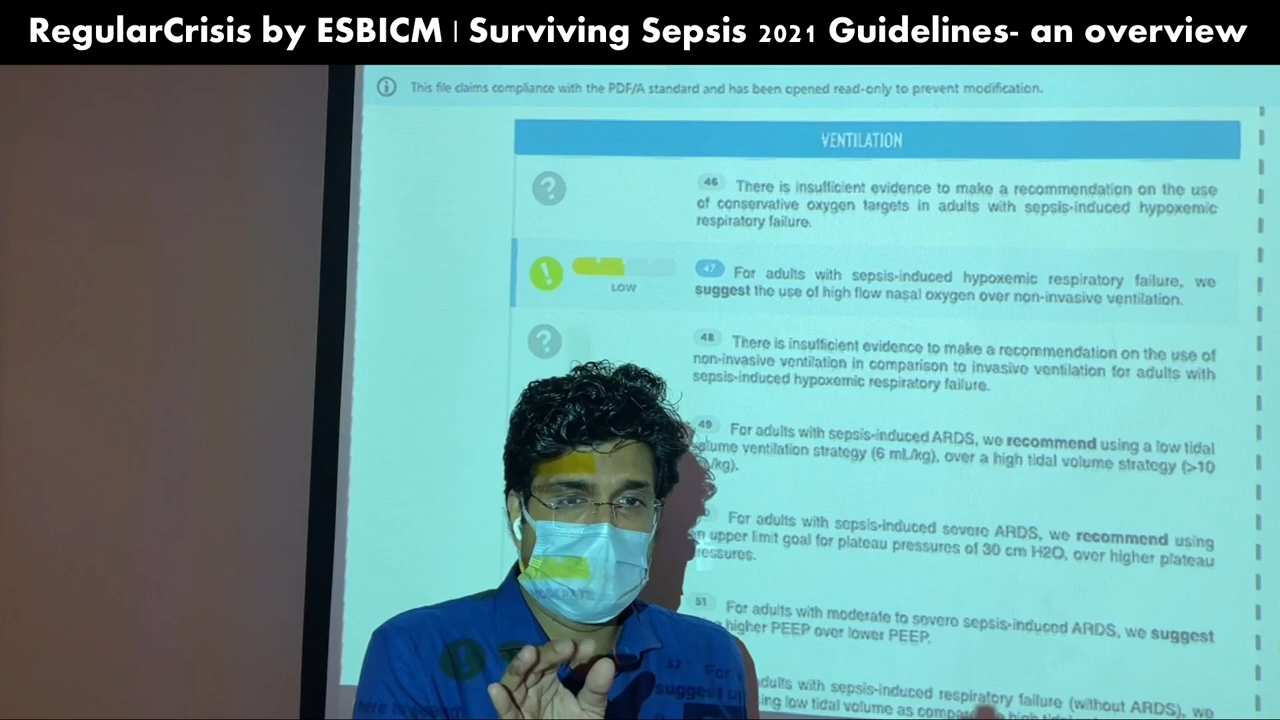 RegularCrisis by ESBICM | Surviving Sepsis 2021 Guidelines- an overview
This file claims compliance with the PDF/A standard and has been opened read-only to prevent modification.
VENTILATION
46 There is insufficient evidence to make a recommendation on the use
of conservative oxygen targets in adults with sepsis-induced hypoxemic
respiratory failure.
47 For adults with sepsis-induced hypoxemic respiratory failure, we
suggest the use of high flow nasal oxygen over non-invasive ventilation.
LOW
48 There is insufficient evidence to make a recommendation on the use of
non-invasive ventilation in comparison to invasive ventilation for adults with
sepsis-induced hypoxemic respiratory failure.
49 For adults with sepsis-induced ARDS, we recommend using a low tidal
ventilation strategy (6 mL/kg), over a high tidal volume strategy (>10
/kg).
For adults with sepsis-induced severe ARDS, we recommend using
upper limit goal for plateau pressures of 30 cm H2O, over higher plateau
MODERATE
51 For adults with moderate to severe sepsis-induced ARDS, we suggest
higher PEEP over lower PEEP.
For
adults with sepsis-induced respiratory failure (without ARDS), we
suggest
low tidal volume as